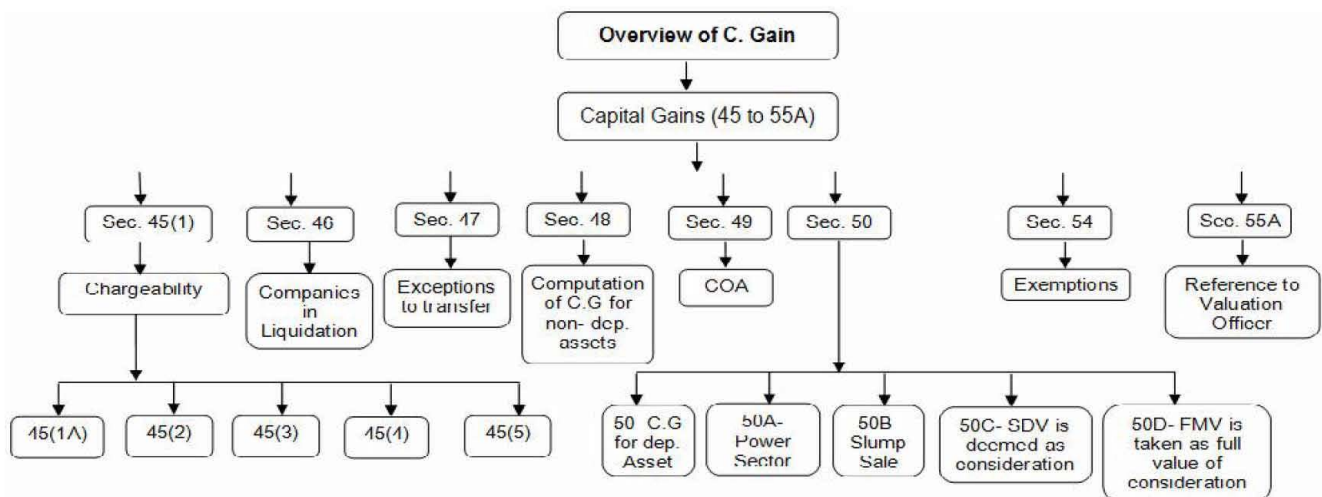 Overview of C. Gain
Capital Gains (45 to 55A)
Sec. 45(1)
Sec. 46
Sec. 47
Sec. 48
Sec. 49
Sec. 50
Sec. 54
Sec. 55A
Chargeability
Companies
in
Liquidation
Exceptions
to transfer
Computation
of C.G for
non- dep.
assets
COA
Exemptions
Reference to
Valuation
Officer
45(1A)
45(2)
45(3)
45(4)
45(5)
50 C.G
for dep.
Asset
50A-
Power
Sector
50B
Slump
Sale
50C- SDV is
deemed as
consideration
50D- FMV is
taken as full
value of
consideration